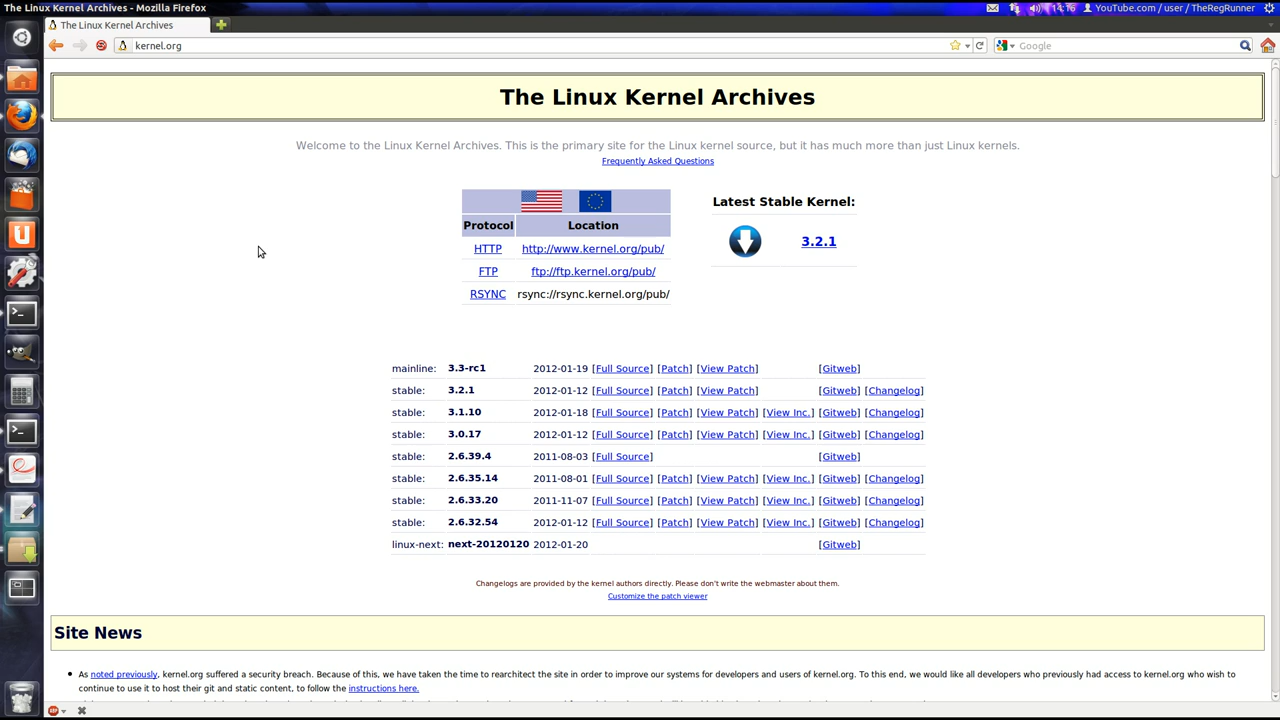 The Linux Kernel Archives - Mozilla Firefox
14:16 YouTube.com / user / TheRegRunner
The Linux Kernel Archives
kernel.org
Google
The Linux Kernel Archives
Welcome to the Linux Kernel Archives. This is the primary site for the Linux kernel source, but it has much more than just Linux kernels.
Frequently Asked Questions
Protocol Location
HTTP http://www.kernel.org/pub/
FTP ftp://ftp.kernel.org/pub/
RSYNC rsync://rsync.kernel.org/pub/
Latest Stable Kernel:
3.2.1
mainline: 3.3-rc1 2012-01-19 [Full Source] [Patch] [View Patch] [Gitweb]
stable: 3.2.1 2012-01-12 [Full Source] [Patch] [View Patch] [Gitweb] [Changelog]
stable: 3.1.10 2012-01-18 [Full Source] [Patch] [View Patch] [View Inc.] [Gitweb] [Changelog]
stable: 3.0.17 2012-01-12 [Full Source] [Patch] [View Patch] [View Inc.] [Gitweb] [Changelog]
stable: 2.6.39.4 2011-08-03 [Full Source] [Gitweb]
stable: 2.6.35.14 2011-08-01 [Full Source] [Patch] [View Patch] [View Inc.] [Gitweb] [Changelog]
stable: 2.6.33.20 2011-11-07 [Full Source] [Patch] [View Patch] [View Inc.] [Gitweb] [Changelog]
stable: 2.6.32.54 2012-01-12 [Full Source] [Patch] [View Patch] [View Inc.] [Gitweb] [Changelog]
linux-next: next-20120120 2012-01-20 [Gitweb]
Changelogs are provided by the kernel authors directly. Please don't write the webmaster about them.
Customize the patch viewer
Site News
As noted previously, kernel.org suffered a security breach. Because of this, we have taken the time to rearchitect the site in order to improve our systems for developers and users of kernel.org. To this end, we would like all developers who previously had access to kernel.org who wish to
continue to use it to host their git and static content, to follow the instructions here.